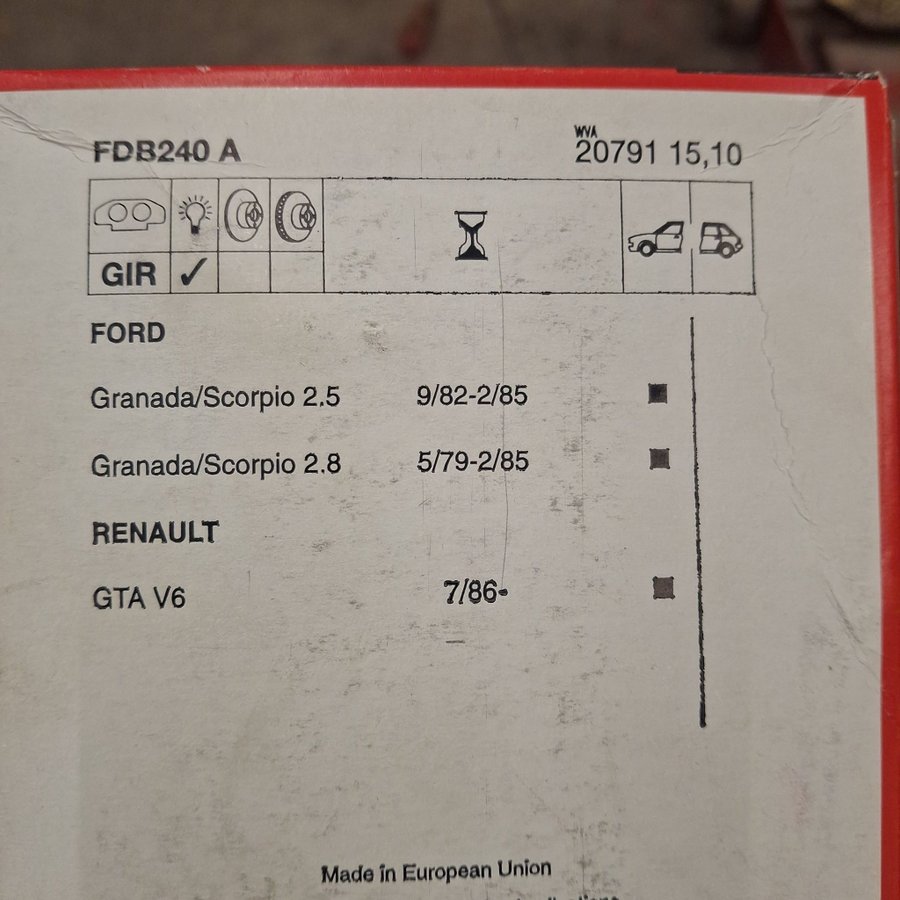 FDB240 A
WVA
20791 15,10
GIR ✓
FORD
Granada/Scorpio 2.5 9/82-2/85 ■
Granada/Scorpio 2.8 5/79-2/85 ■
RENAULT
GTA V6 7/86- ■
Made in European Union